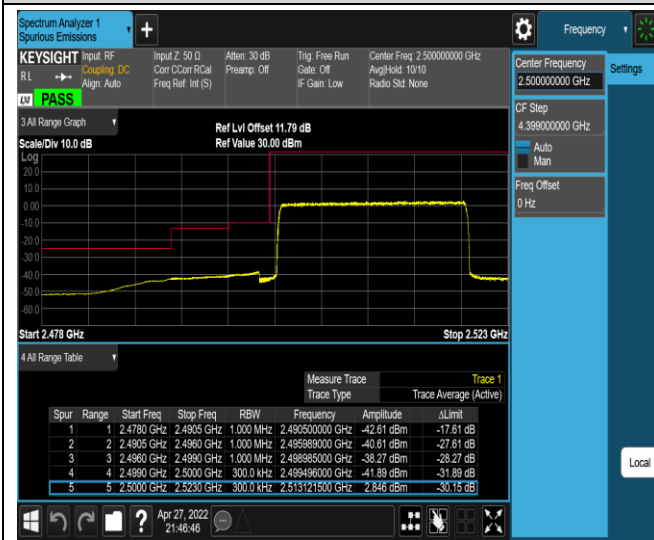 Spectrum Analyzer 1
Spurious Emissions
Frequency
KEYSIGHT
RL
PASS
Input: RF
Coupling: DC
Align: Auto
Input Z: 50 Ω
Corr CCorr RCal
Freq Ref: Int (S)
Atten: 30 dB
Preamp: Off
Trig: Free Run
Gate: Off
IF Gain: Low
Center Freq: 2.500000000 GHz
Avg|Hold: 10/10
Radio Std: None
Center Frequency
2.500000000 GHz
Settings
CF Step
4.399000000 GHz
Auto
Man
Freq Offset
0 Hz
3 All Range Graph
Scale/Div 10.0 dB
Ref Lvl Offset 11.79 dB
Ref Value 30.00 dBm
Log
20.0
10.0
0.00
-10.0
-20.0
-30.0
-40.0
-50.0
-60.0
Start 2.478 GHz
Stop 2.523 GHz
4 All Range Table
Measure Trace Trace 1
Trace Type Trace Average (Active)
Spur Range Start Freq Stop Freq RBW Frequency Amplitude ΔLimit
1 1 2.4780 GHz 2.4905 GHz 1.000 MHz 2.490500000 GHz -42.61 dBm -17.61 dB
2 2 2.4905 GHz 2.4960 GHz 1.000 MHz 2.495989000 GHz -40.61 dBm -27.61 dB
3 3 2.4960 GHz 2.4990 GHz 1.000 MHz 2.498985000 GHz -38.27 dBm -28.27 dB
4 4 2.4990 GHz 2.5000 GHz 300.0 kHz 2.499496000 GHz -41.89 dBm -31.89 dB
5 5 2.5000 GHz 2.5230 GHz 300.0 kHz 2.513121500 GHz 2.846 dBm -30.15 dB
Local
Apr 27, 2022
21:46:46